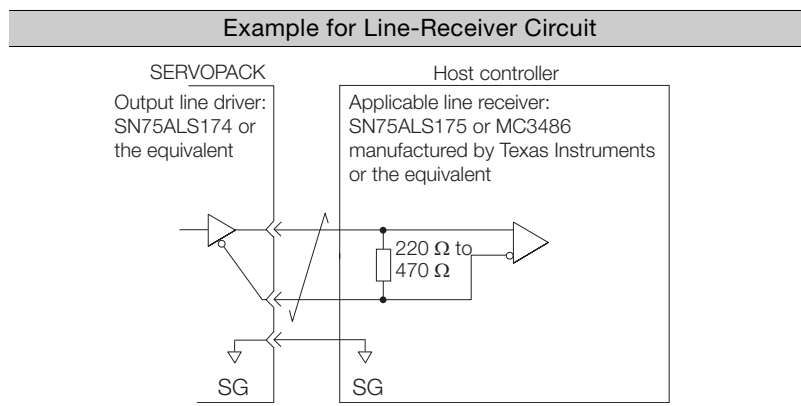 Example for Line-Receiver Circuit
SERVOPACK
Host controller
Output line driver:
SN75ALS174 or
the equivalent
Applicable line receiver:
SN75ALS175 or MC3486
manufactured by Texas Instruments
or the equivalent
220 Ω to
470 Ω
SG
SG